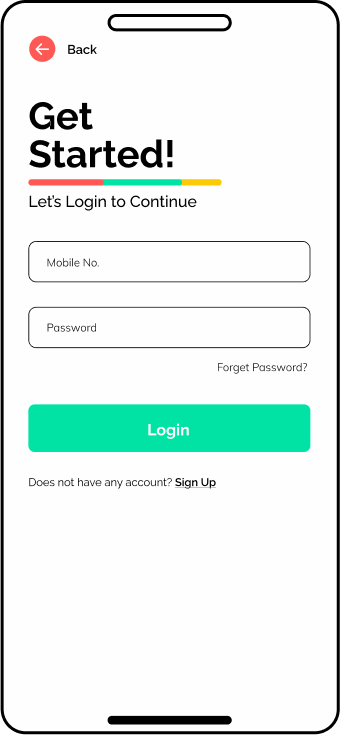 Back
Get
Started!
Let's Login to Continue
Mobile No.
Password
Forget Password?
Login
Does not have any account? Sign Up